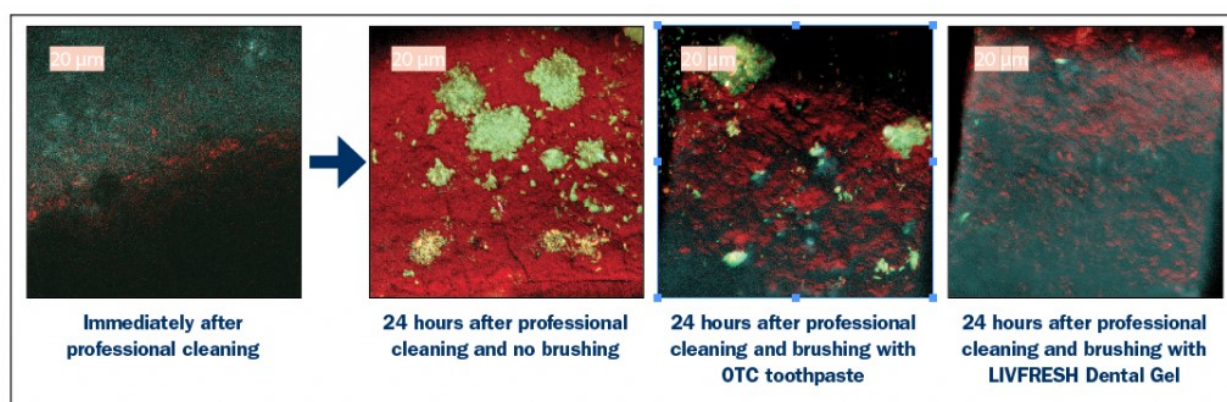 20 µm
20 µm
20 µm
20 µm
Immediately after
professional cleaning
24 hours after professional
cleaning and no brushing
24 hours after professional
cleaning and brushing with
OTC toothpaste
24 hours after professional
cleaning and brushing with
LIVFRESH Dental Gel